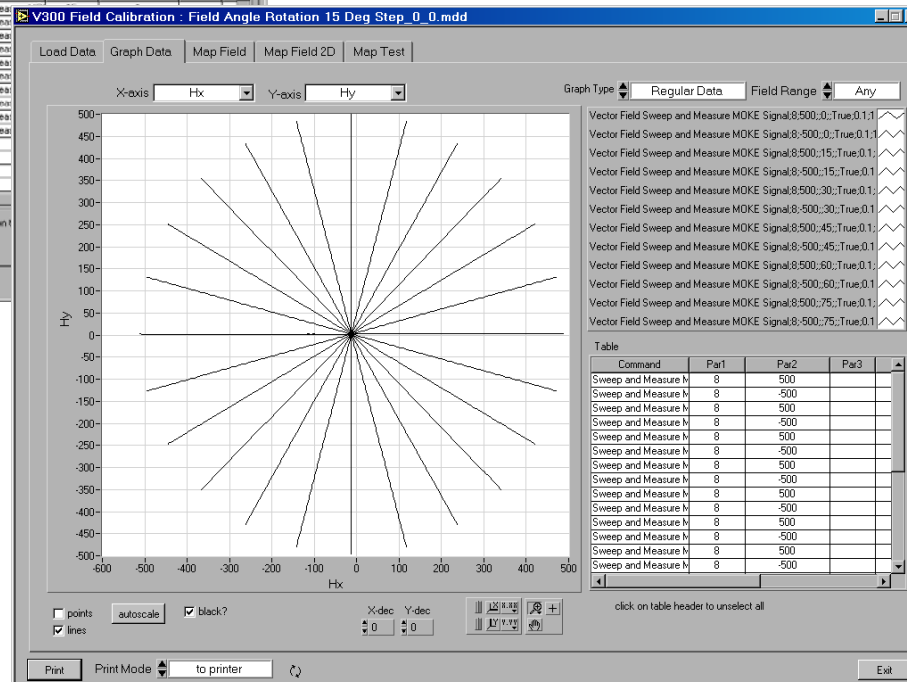 V300 Field Calibration : Field Angle Rotation 15 Deg Step_0_0.mdd
Load Data Graph Data Map Field Map Field 2D Map Test
X-axis Hx Y-axis Hy Graph Type Regular Data Field Range Any
Vector Field Sweep and Measure MOKE Signal;8;500;;0;;True;0.1;1
Vector Field Sweep and Measure MOKE Signal;8;-500;;0;;True;0.1;1
Vector Field Sweep and Measure MOKE Signal;8;500;;15;;True;0.1;
Vector Field Sweep and Measure MOKE Signal;8;-500;;15;;True;0.1
Vector Field Sweep and Measure MOKE Signal;8;500;;30;;True;0.1;
Vector Field Sweep and Measure MOKE Signal;8;-500;;30;;True;0.1
Vector Field Sweep and Measure MOKE Signal;8;500;;45;;True;0.1;
Vector Field Sweep and Measure MOKE Signal;8;-500;;45;;True;0.1
Vector Field Sweep and Measure MOKE Signal;8;500;;60;;True;0.1;
Vector Field Sweep and Measure MOKE Signal;8;-500;;60;;True;0.1
Vector Field Sweep and Measure MOKE Signal;8;500;;75;;True;0.1;
Vector Field Sweep and Measure MOKE Signal;8;-500;;75;;True;0.1
500
450
400
350
300
250
200
150
100
50
0
-50
-100
-150
-200
-250
-300
-350
-400
-450
-500
Hy
-600 -500 -400 -300 -200 -100 0 100 200 300 400 500
Hx
Table
Command Par1 Par2 Par3
Sweep and Measure M 8 500
Sweep and Measure M 8 -500
Sweep and Measure M 8 500
Sweep and Measure M 8 -500
Sweep and Measure M 8 500
Sweep and Measure M 8 -500
Sweep and Measure M 8 500
Sweep and Measure M 8 -500
Sweep and Measure M 8 500
Sweep and Measure M 8 -500
Sweep and Measure M 8 500
Sweep and Measure M 8 -500
Sweep and Measure M 8 500
Sweep and Measure M 8 -500
click on table header to unselect all
points autoscale black? X-dec Y-dec
lines 0 0
Print Print Mode to printer Exit